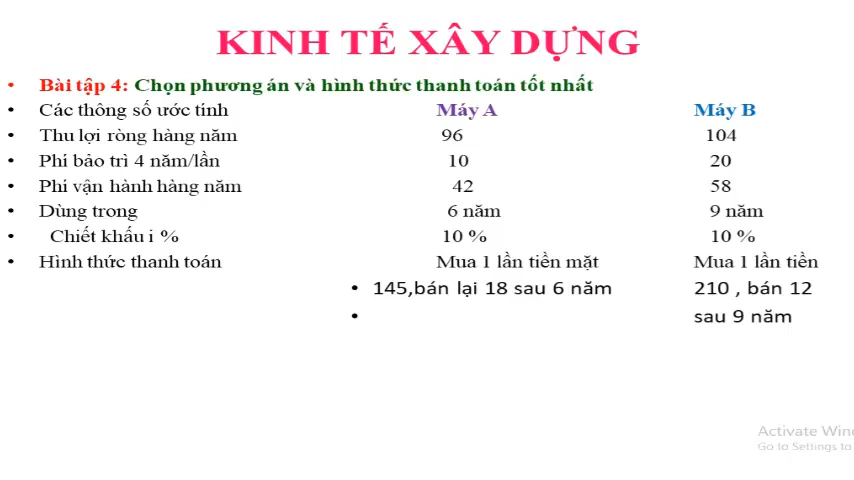 KINH TẾ XÂY DỰNG
• Bài tập 4: Chọn phương án và hình thức thanh toán tốt nhất
• Các thông số ước tính Máy A Máy B
• Thu lợi ròng hàng năm 96 104
• Phí bảo trì 4 năm/lần 10 20
• Phí vận hành hàng năm 42 58
• Dùng trong 6 năm 9 năm
• Chiết khấu i % 10 % 10 %
• Hình thức thanh toán Mua 1 lần tiền mặt Mua 1 lần tiền
• 145,bán lại 18 sau 6 năm 210 , bán 12
• sau 9 năm
Activate Win
Go to Settings to